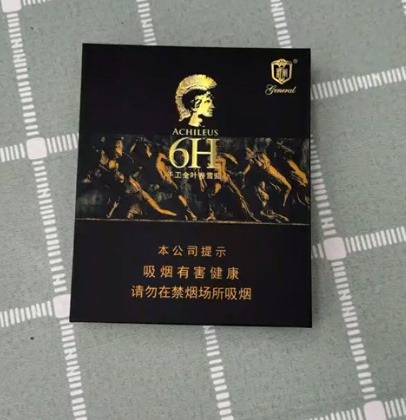 General
ACHILEUS
6H
手工全叶卷雪茄
本公司提示
吸烟有害健康
请勿在禁烟场所吸烟